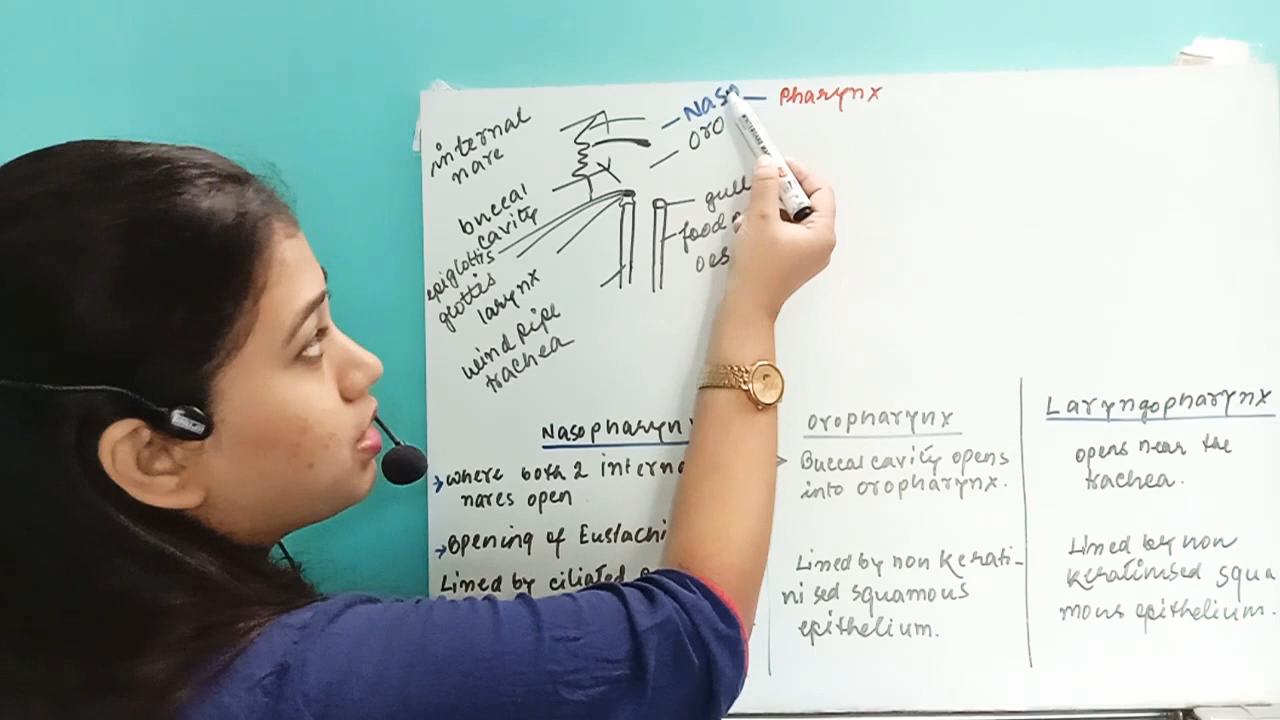 internal
nare
buccal
cavity
epiglottis
glottis
larynx
wind pipe
trachea
Naso — Pharynx
oro
food
oes
Nasopharyn
where both 2 interna
nares open
opening of Eustachi
Lined by ciliated
oropharynx
Buccal cavity opens
into oropharynx.
Lined by non kerati-
nised squamous
epithelium.
Laryngopharynx
opens near the
trachea.
Lined by non
keratinised squa
mous epithelium.